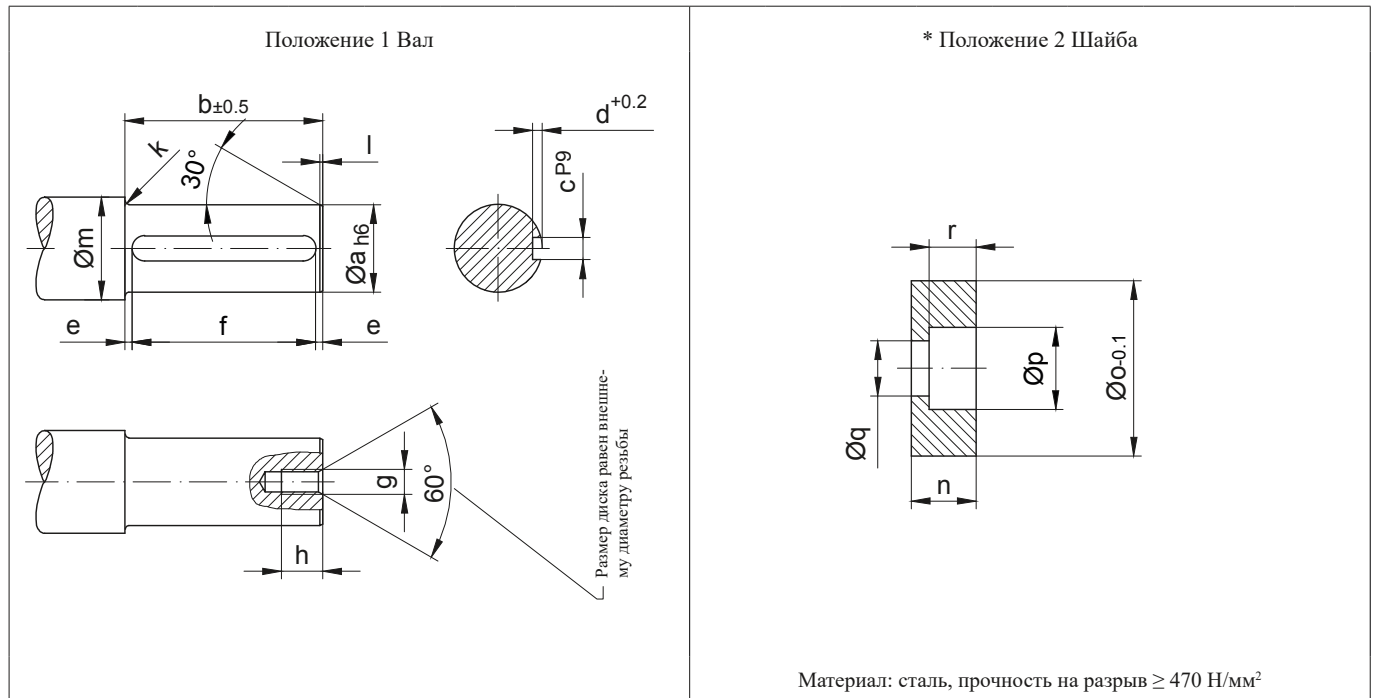 Положение 1 Вал
* Положение 2 Шайба
b±0.5
d+0.2
l
k
30°
cP9
Øm
Øa h6
e
f
e
r
Øp
Øo-0.1
Øq
n
g
60°
h
Размер диска равен внешне-
му диаметру резьбы
Материал: сталь, прочность на разрыв ≥ 470 Н/мм²